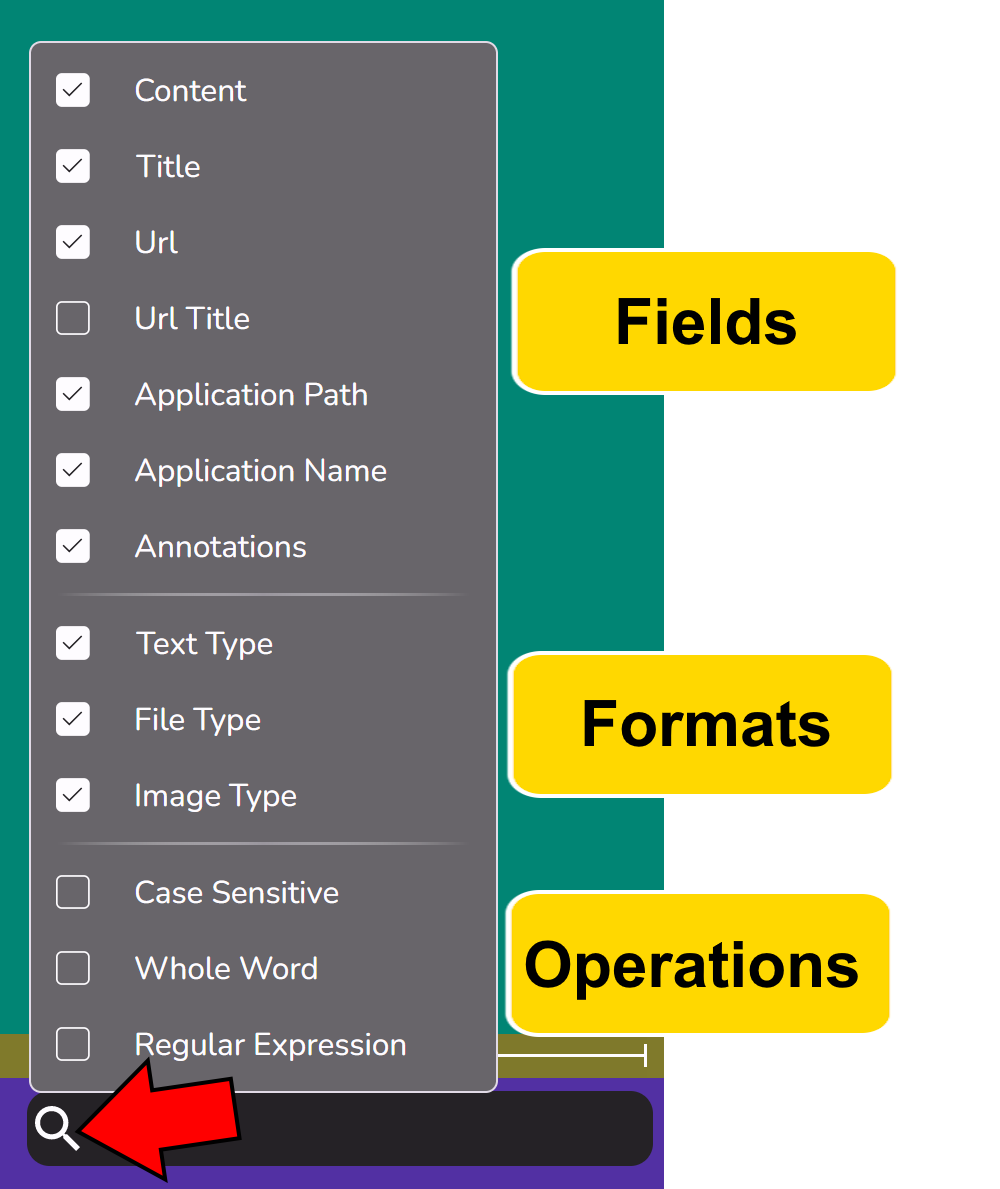 Content
Title
Url
Url Title
Fields
Application Path
Application Name
Annotations
Text Type
File Type
Formats
Image Type
Case Sensitive
Whole Word
Operations
Regular Expression